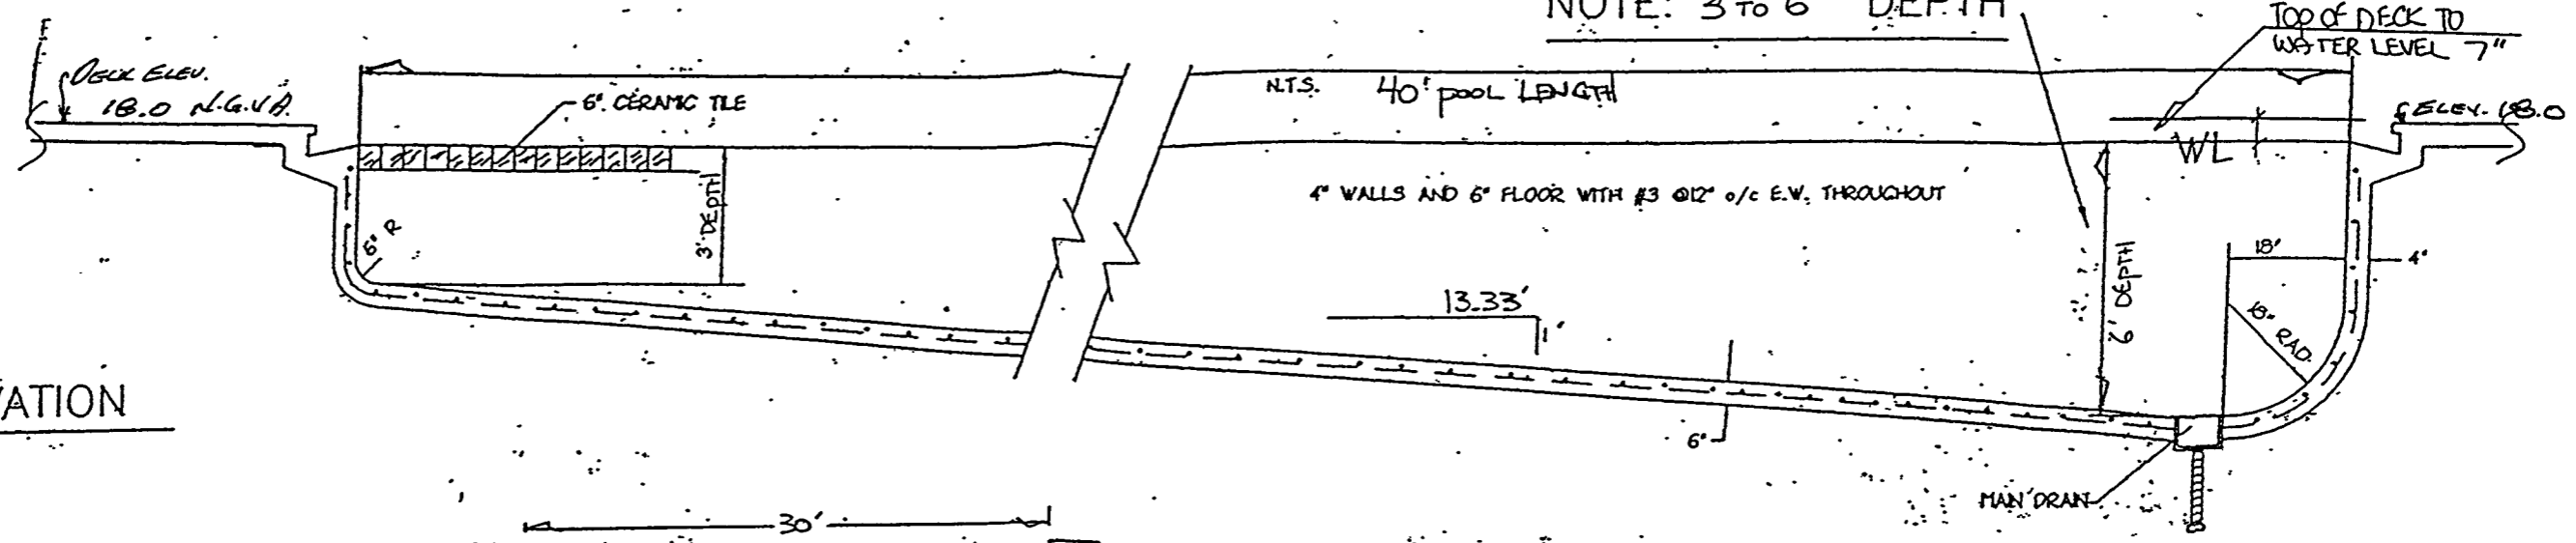 NOTE: 3 TO 6' DEPTH
TOP OF DECK TO
WATER LEVEL 7"
DECK ELEV.
18.0 N.G.V.D.
6" CERAMIC TILE
N.T.S.
40' POOL LENGTH
ELEV. 18.0
WL
4" WALLS AND 6" FLOOR WITH #3 @12" o/c E.W. THROUGHOUT
3' DEPTH
6" R
18"
4"
6' DEPTH
13.33'
1'
18" RAD.
VATION
6"
MAIN DRAIN
30'